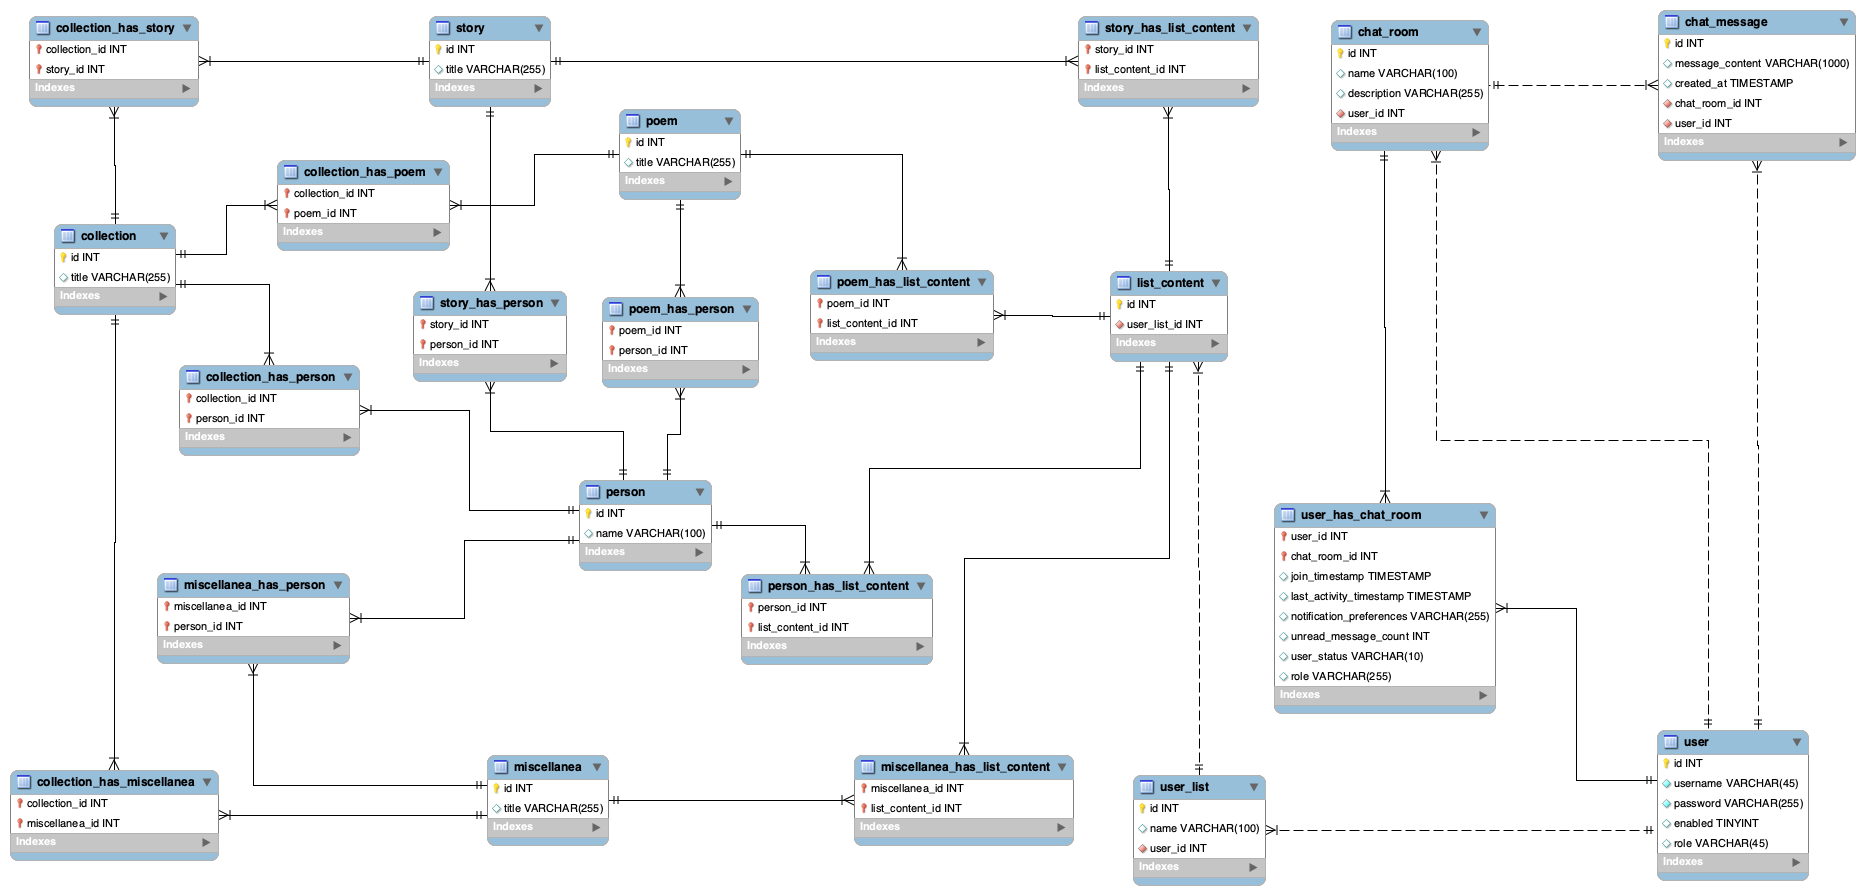 collection_has_story
collection_id INT
story_id INT
Indexes
story
id INT
title VARCHAR(255)
Indexes
story_has_list_content
story_id INT
list_content_id INT
Indexes
chat_room
id INT
name VARCHAR(100)
description VARCHAR(255)
user_id INT
Indexes
chat_message
id INT
message_content VARCHAR(1000)
created_at TIMESTAMP
chat_room_id INT
user_id INT
Indexes
poem
id INT
title VARCHAR(255)
Indexes
collection_has_poem
collection_id INT
poem_id INT
Indexes
collection
id INT
title VARCHAR(255)
Indexes
story_has_person
story_id INT
person_id INT
Indexes
poem_has_person
poem_id INT
person_id INT
Indexes
poem_has_list_content
poem_id INT
list_content_id INT
Indexes
list_content
id INT
user_list_id INT
Indexes
collection_has_person
collection_id INT
person_id INT
Indexes
person
id INT
name VARCHAR(100)
Indexes
user_has_chat_room
user_id INT
chat_room_id INT
join_timestamp TIMESTAMP
last_activity_timestamp TIMESTAMP
notification_preferences VARCHAR(255)
unread_message_count INT
user_status VARCHAR(10)
role VARCHAR(255)
Indexes
miscellanea_has_person
miscellanea_id INT
person_id INT
Indexes
person_has_list_content
person_id INT
list_content_id INT
Indexes
collection_has_miscellanea
collection_id INT
miscellanea_id INT
Indexes
miscellanea
id INT
title VARCHAR(255)
Indexes
miscellanea_has_list_content
miscellanea_id INT
list_content_id INT
Indexes
user_list
id INT
name VARCHAR(100)
user_id INT
Indexes
user
id INT
username VARCHAR(45)
password VARCHAR(255)
enabled TINYINT
role VARCHAR(45)
Indexes